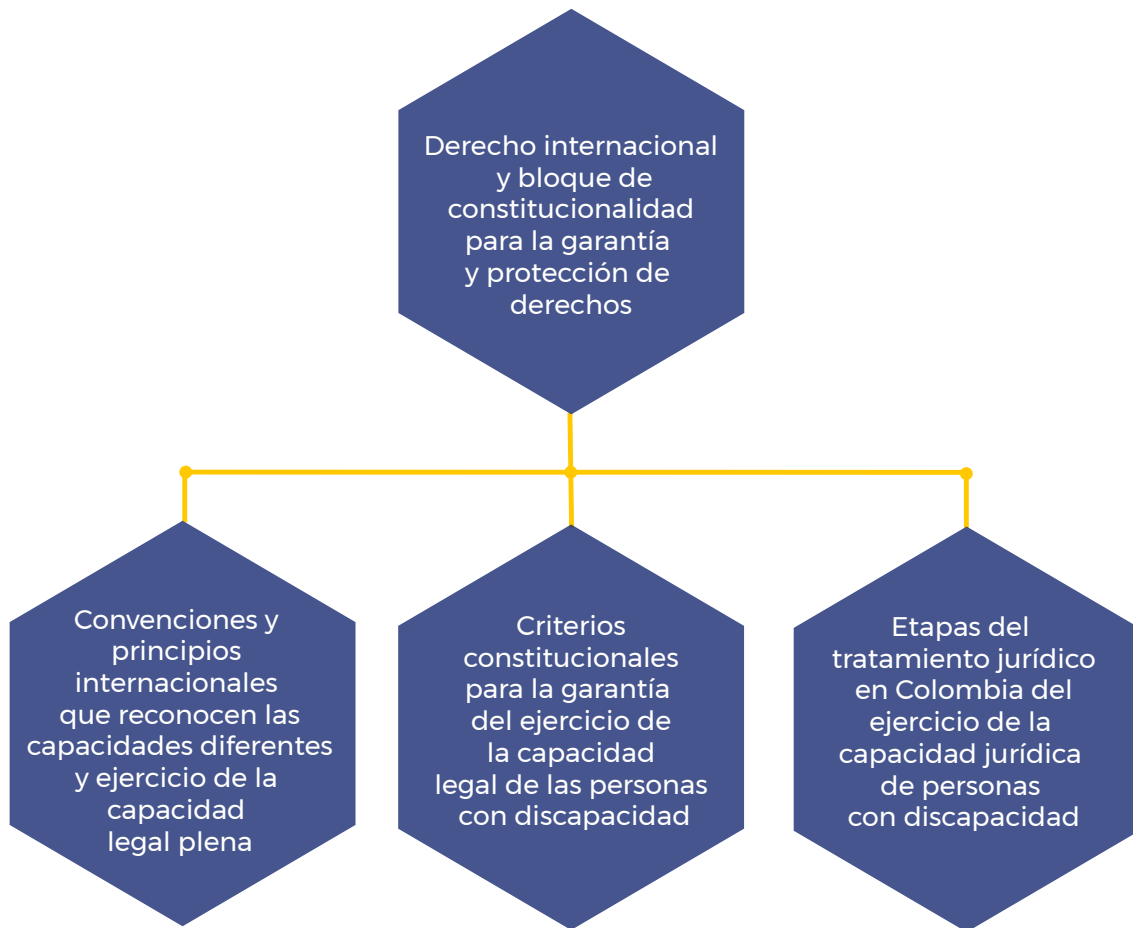 Derecho internacional
y bloque de
constitucionalidad
para la garantía
y protección de
derechos
Convenciones y
principios
internacionales
que reconocen las
capacidades diferentes
y ejercicio de la
capacidad
legal plena
Criterios
constitucionales
para la garantía
del ejercicio de
la capacidad
legal de las personas
con discapacidad
Etapas del
tratamiento jurídico
en Colombia del
ejercicio de la
capacidad jurídica
de personas
con discapacidad